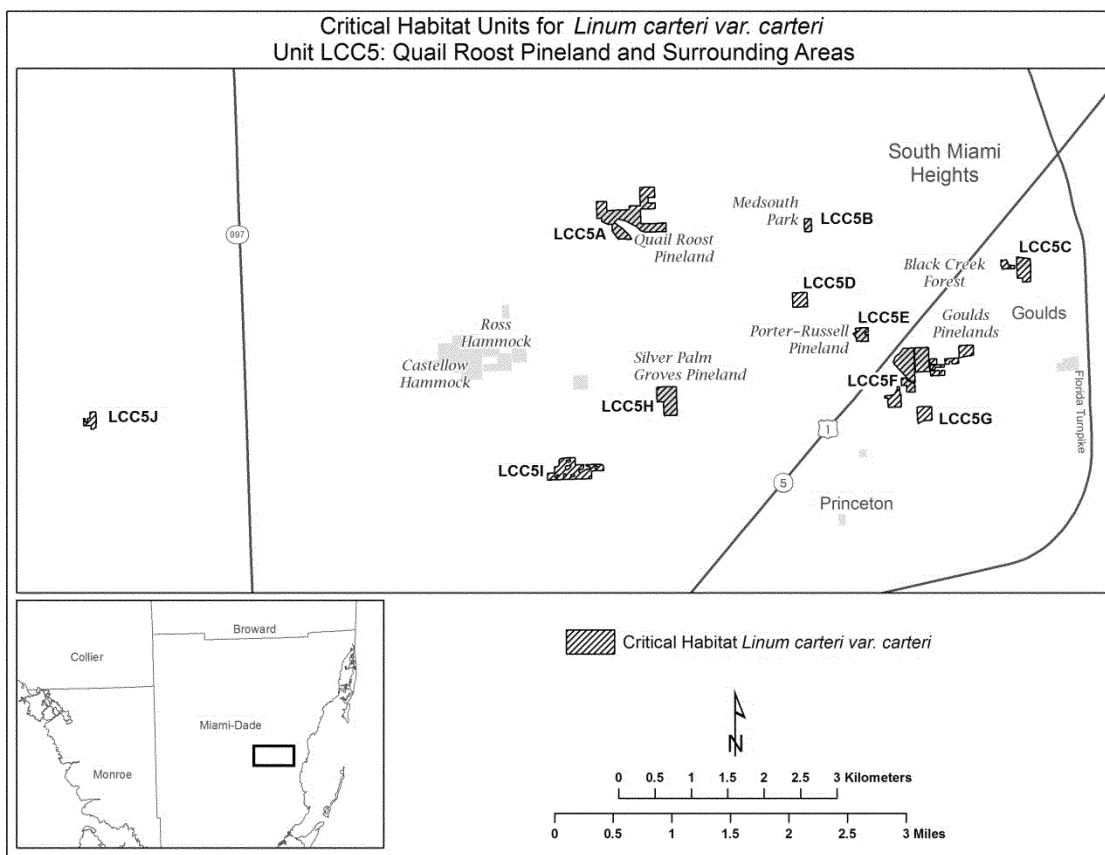 Critical Habitat Units for Linum carteri var. carteri
Unit LCC5: Quail Roost Pineland and Surrounding Areas
South Miami
Heights
Medsouth
Park
LCC5B
LCC5A
Quail Roost
Pineland
997
LCC5C
Black Creek
Forest
LCC5D
Goulds
LCC5E
Goulds
Pinelands
Porter-Russell
Pineland
Ross
Hammock
Castellow
Hammock
Silver Palm
Groves Pineland
LCC5F
LCC5H
LCC5G
LCC5J
1
Florida Turnpike
LCC5I
5
Princeton
Broward
Collier
Miami-Dade
Monroe
Critical Habitat Linum carteri var. carteri
N
0 0.5 1 1.5 2 2.5 3 Kilometers
0 0.5 1 1.5 2 2.5 3 Miles